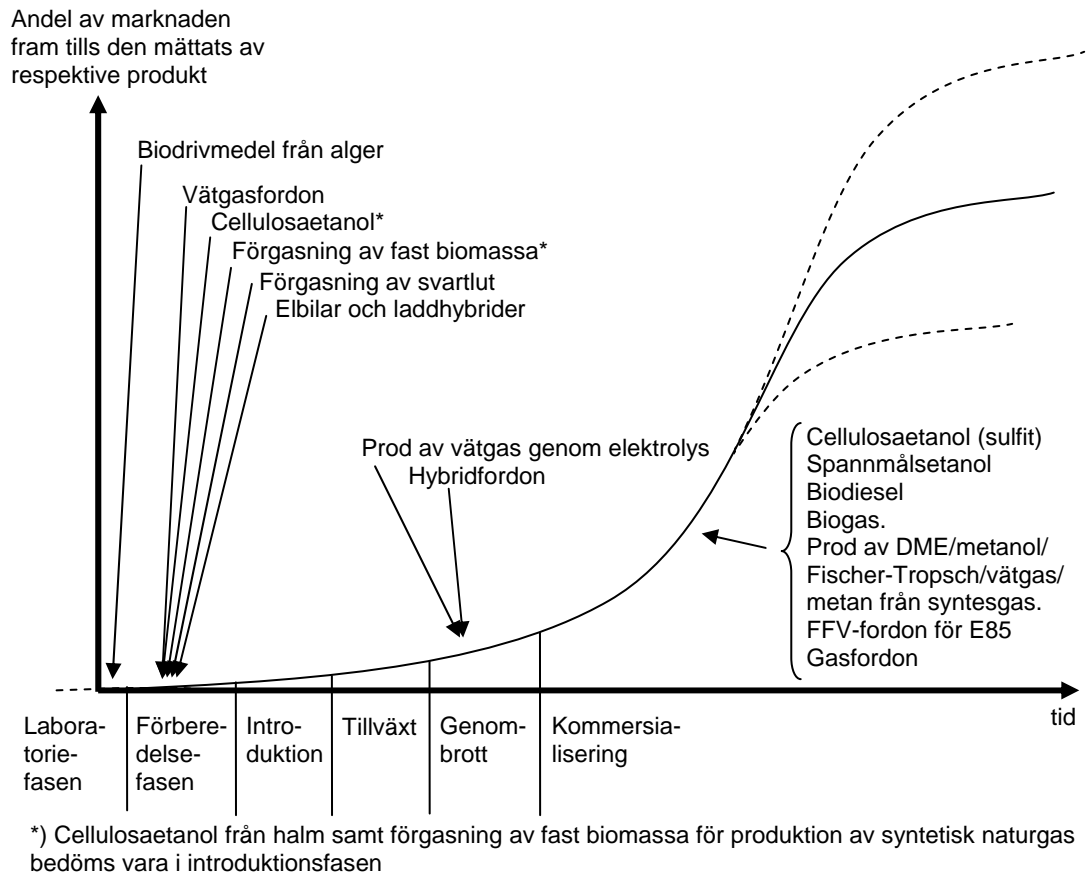 Andel av marknaden
fram tills den mättats av
respektive produkt
Biodrivmedel från alger
Vätgasfordon
Cellulosaetanol*
Förgasning av fast biomassa*
Förgasning av svartlut
Elbilar och laddhybrider
Prod av vätgas genom elektrolys
Hybridfordon
Cellulosaetanol (sulfit)
Spannmålsetanol
Biodiesel
Biogas.
Prod av DME/metanol/
Fischer-Tropsch/vätgas/
metan från syntesgas.
FFV-fordon för E85
Gasfordon
tid
Labora-
torie-
fasen
Förbere-
delse-
fasen
Intro-
duktion
Tillväxt
Genom-
brott
Kommersia-
lisering
*) Cellulosaetanol från halm samt förgasning av fast biomassa för produktion av syntetisk naturgas
bedöms vara i introduktionsfasen